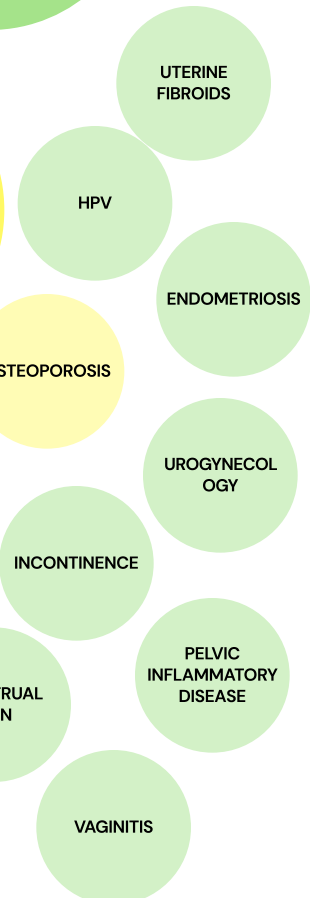 UTERINE
FIBROIDS
HPV
ENDOMETRIOSIS
STEOPOROSIS
UROGYNECOL
OGY
INCONTINENCE
PELVIC
INFLAMMATORY
DISEASE
TRUAL
N
VAGINITIS